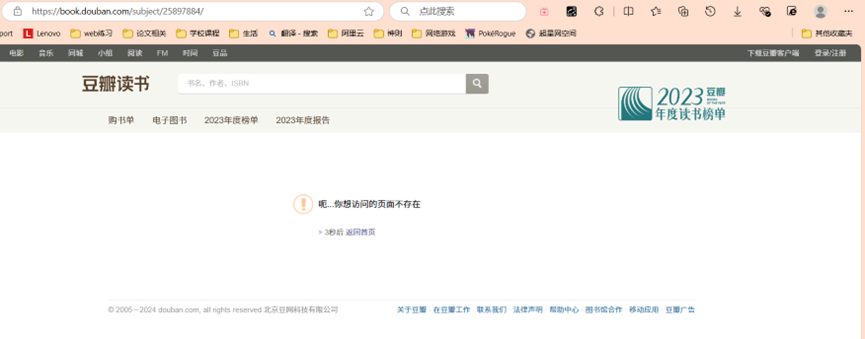 https://book.douban.com/subject/25897884/
点此搜索
port Lenovo web练习 论文相关 学校课程 生活 翻译 - 搜索 阿里云 博则 网络游戏 PokéRogue 超星网空间 其他收藏夹
电影 音乐 同城 小组 阅读 FM 时间 豆品 下载豆瓣客户端 登录/注册
豆瓣读书
书名、作者、ISBN
2023 豆瓣
年度读书榜单
购书单 电子图书 2023年度榜单 2023年度报告
呃...你想访问的页面不存在
> 3秒后 返回首页
© 2005－2024 douban.com, all rights reserved 北京豆网科技有限公司 关于豆瓣 在豆瓣工作 联系我们 法律声明 帮助中心 图书馆合作 移动应用 豆瓣广告